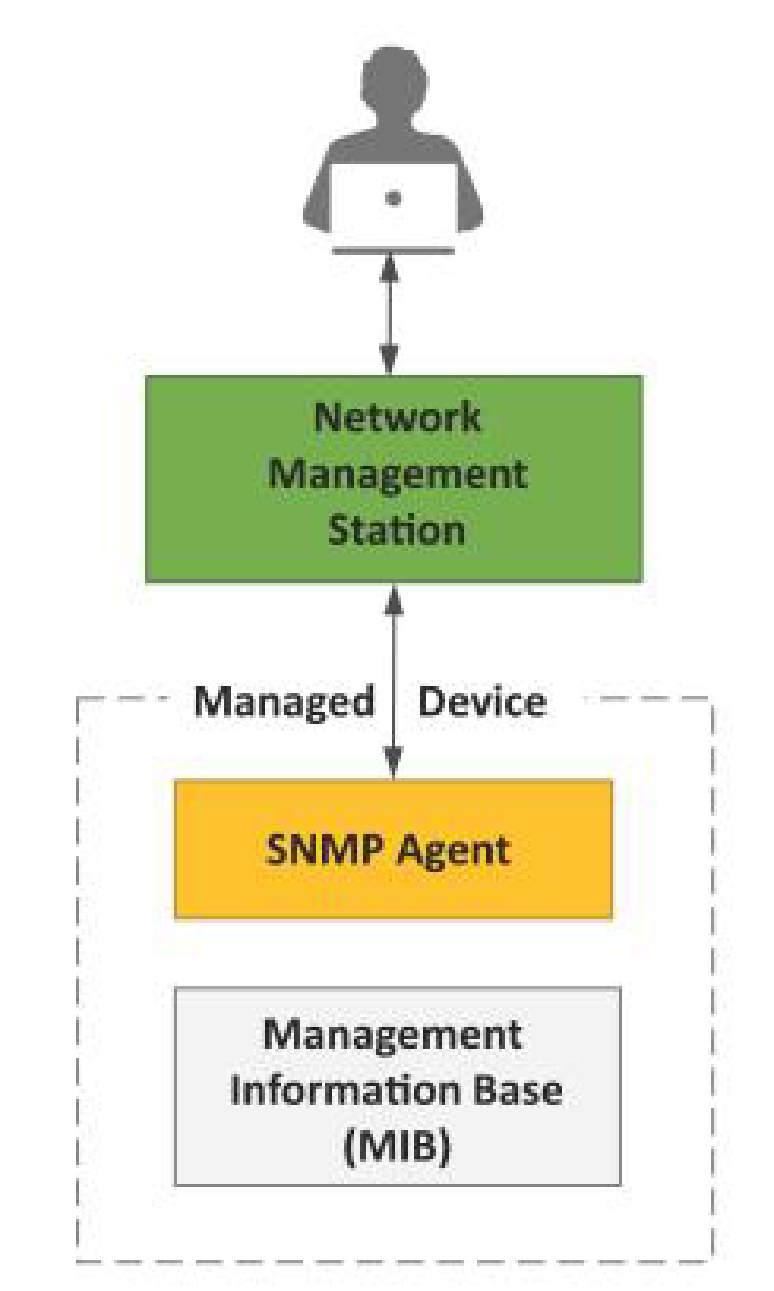 Network
Management
Station
Managed Device
SNMP Agent
Management
Information Base
(MIB)